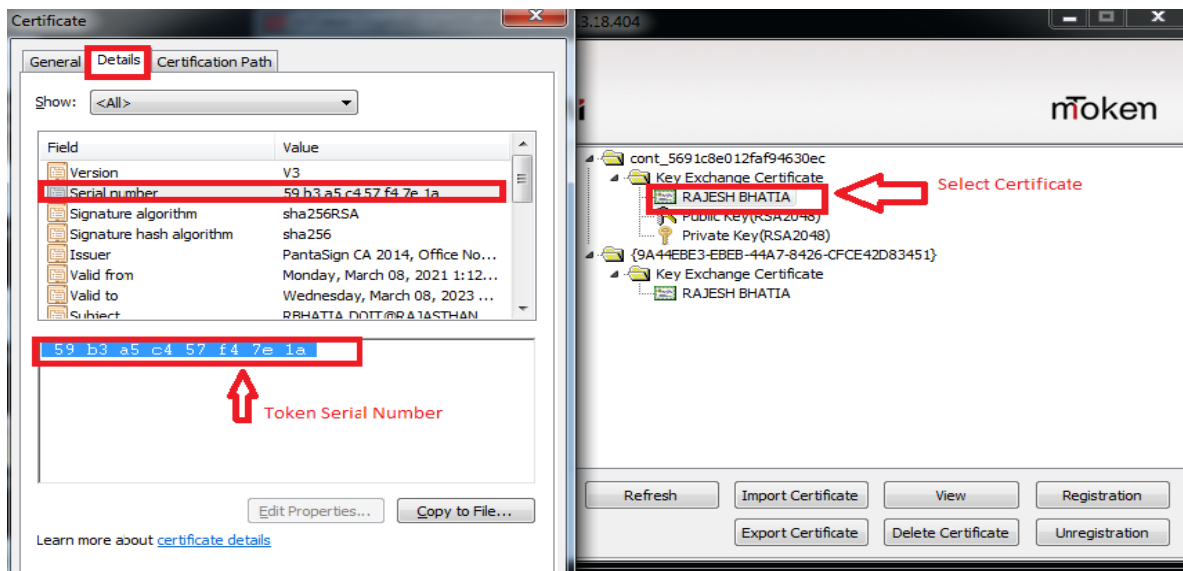 Certificate
X
General Details Certification Path
Show: <All>
Field Value
Version V3
Serial number 59 b3 a5 c4 57 f4 7e 1a
Signature algorithm sha256RSA
Signature hash algorithm sha256
Issuer PantaSign CA 2014, Office No...
Valid from Monday, March 08, 2021 1:12...
Valid to Wednesday, March 08, 2023 ...
Subject RBHATIA.DOIT@RAJASTHAN
59 b3 a5 c4 57 f4 7e 1a
Token Serial Number
Edit Properties... Copy to File...
Learn more about certificate details
3.18.404
X
i
mToken
cont_5691c8e012faf94630ec
Key Exchange Certificate
RAJESH BHATIA
Select Certificate
Public Key(RSA2048)
Private Key(RSA2048)
{9A44EBE3-EBEB-44A7-8426-CFCE42D83451}
Key Exchange Certificate
RAJESH BHATIA
Refresh Import Certificate View Registration
Export Certificate Delete Certificate Unregistration